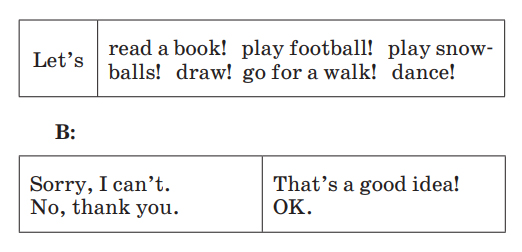 Let's
read a book! play football! play snow-
balls! draw! go for a walk! dance!
B:
Sorry, I can't.
No, thank you.
That's a good idea!
OK.